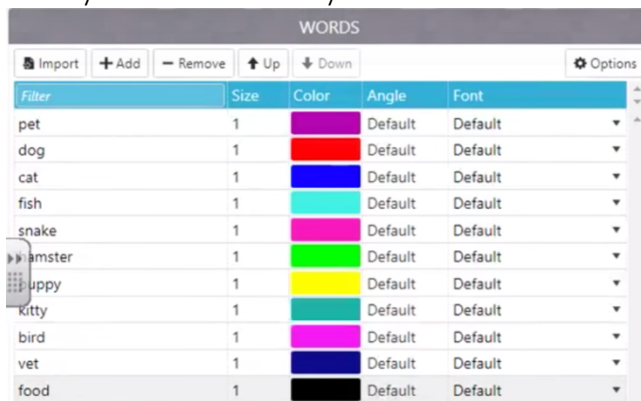 WORDS
Import Add Remove Up Down Options
Filter Size Color Angle Font
pet 1 Default Default
dog 1 Default Default
cat 1 Default Default
fish 1 Default Default
snake 1 Default Default
amster 1 Default Default
uppy 1 Default Default
kitty 1 Default Default
bird 1 Default Default
vet 1 Default Default
food 1 Default Default